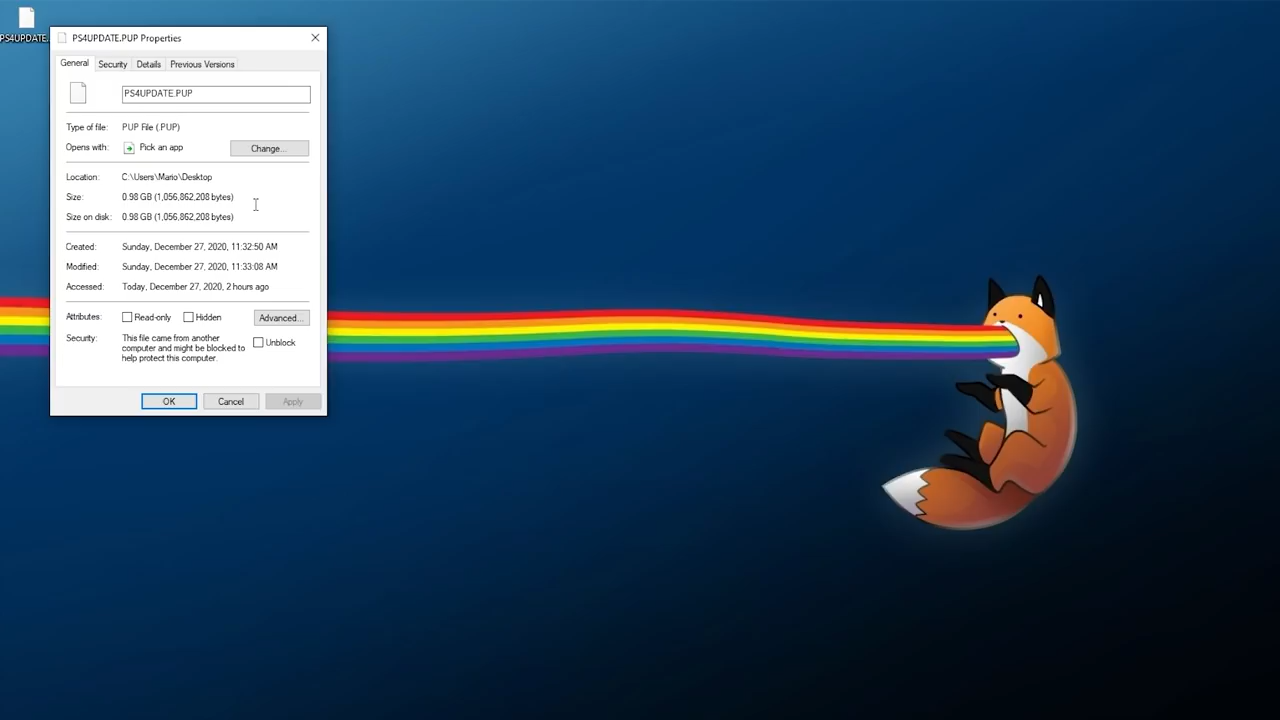 PS4UPDATE.
PS4UPDATE.PUP Properties
General Security Details Previous Versions
PS4UPDATE.PUP
Type of file: PUP File (.PUP)
Opens with: Pick an app Change...
Location: C:\Users\Mario\Desktop
Size: 0.98 GB (1,056,862,208 bytes)
Size on disk: 0.98 GB (1,056,862,208 bytes)
Created: Sunday, December 27, 2020, 11:32:50 AM
Modified: Sunday, December 27, 2020, 11:33:08 AM
Accessed: Today, December 27, 2020, 2 hours ago
Attributes: Read-only Hidden Advanced...
Security: This file came from another
computer and might be blocked to
help protect this computer.
Unblock
OK Cancel Apply